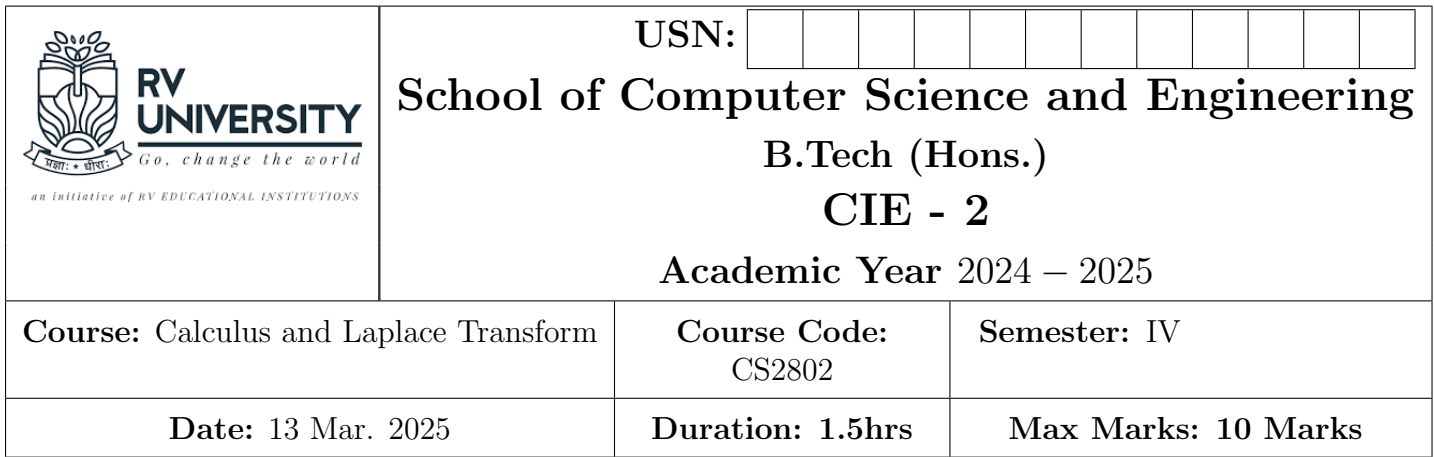 USN:
RV
UNIVERSITY
Go, change the world
an initiative of RV EDUCATIONAL INSTITUTIONS
प्रज्ञाः ★ धीराः
School of Computer Science and Engineering
B.Tech (Hons.)
CIE - 2
Academic Year 2024 – 2025
Course: Calculus and Laplace Transform
Course Code:
CS2802
Semester: IV
Date: 13 Mar. 2025
Duration: 1.5hrs
Max Marks: 10 Marks